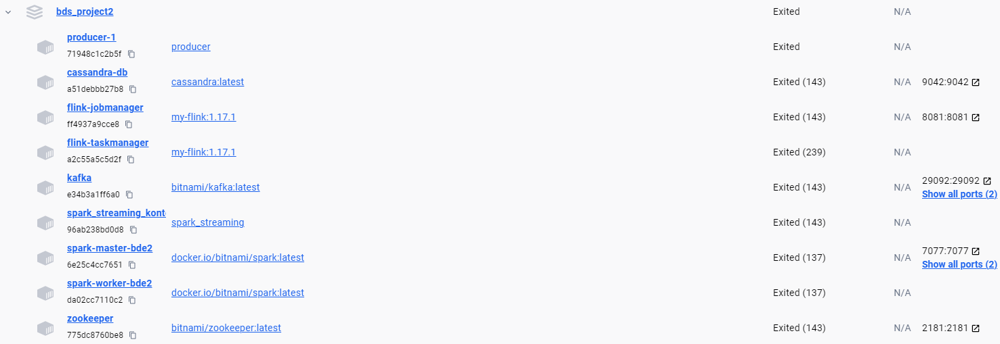 bds_project2 Exited N/A
producer-1
71948c1c2b5f producer Exited N/A
cassandra-db
a51debbb27b8 cassandra:latest Exited (143) N/A 9042:9042
flink-jobmanager
ff4937a9cce8 my-flink:1.17.1 Exited (143) N/A 8081:8081
flink-taskmanager
a2c55a5c5d2f my-flink:1.17.1 Exited (239) N/A
kafka
e34b3a1ff6a0 bitnami/kafka:latest Exited (143) N/A 29092:29092
Show all ports (2)
spark_streaming_kont
96ab238bd0d8 spark_streaming Exited (143) N/A
spark-master-bde2
6e25c4cc7651 docker.io/bitnami/spark:latest Exited (137) N/A 7077:7077
Show all ports (2)
spark-worker-bde2
da02cc7110c2 docker.io/bitnami/spark:latest Exited (137) N/A
zookeeper
775dc8760be8 bitnami/zookeeper:latest Exited (143) N/A 2181:2181